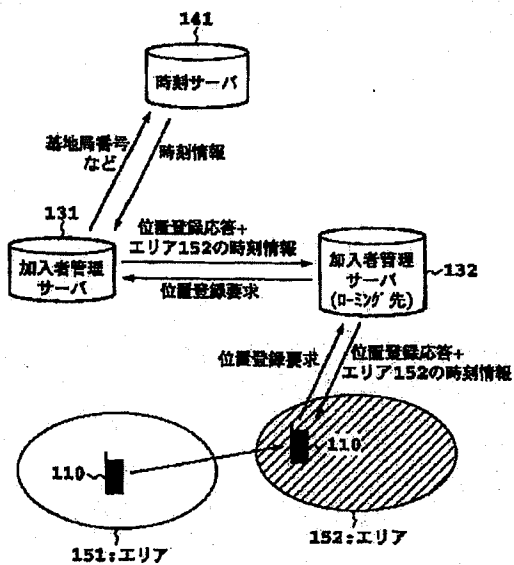 141
時刻サーバ
基地局番号
など
時刻情報
131
加入者管理
サーバ
位置登録応答+
エリア152の時刻情報
位置登録要求
加入者管理
サーバ
(ローミング先)
132
位置登録要求
位置登録応答+
エリア152の時刻情報
110
110
151:エリア
152:エリア